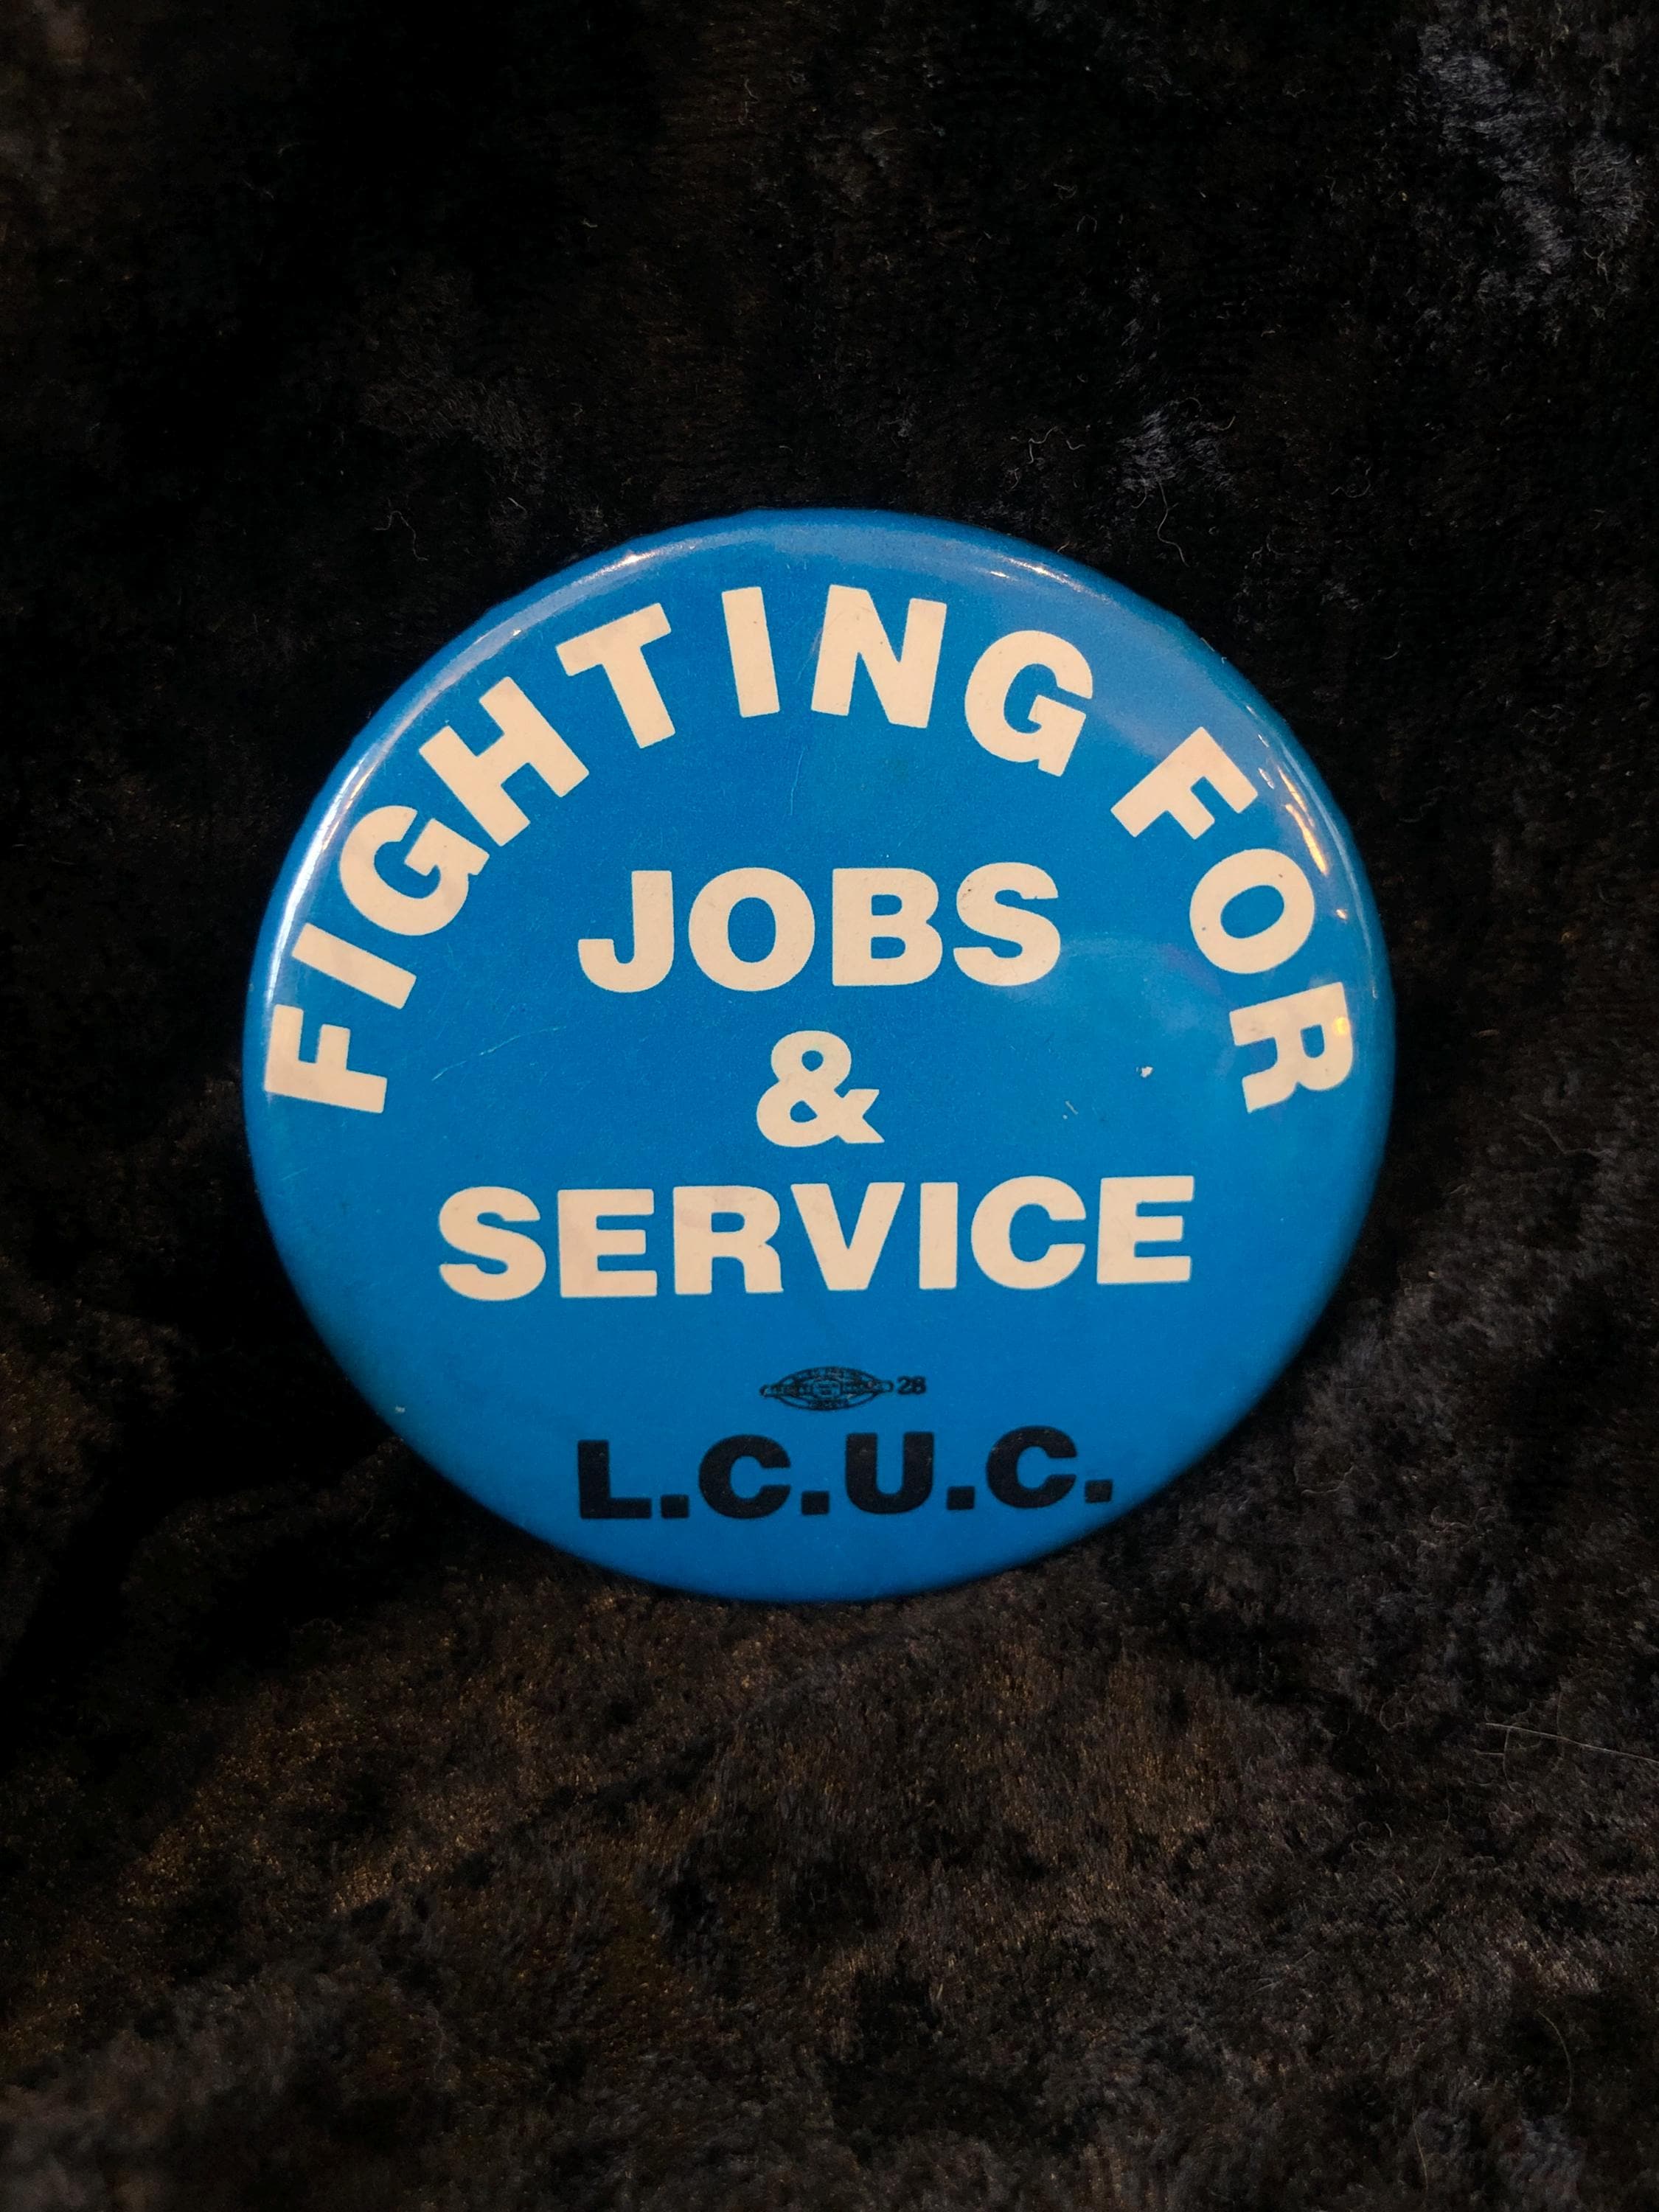 FIGHTING FOR
JOBS
&
SERVICE
28
L.C.U.C.